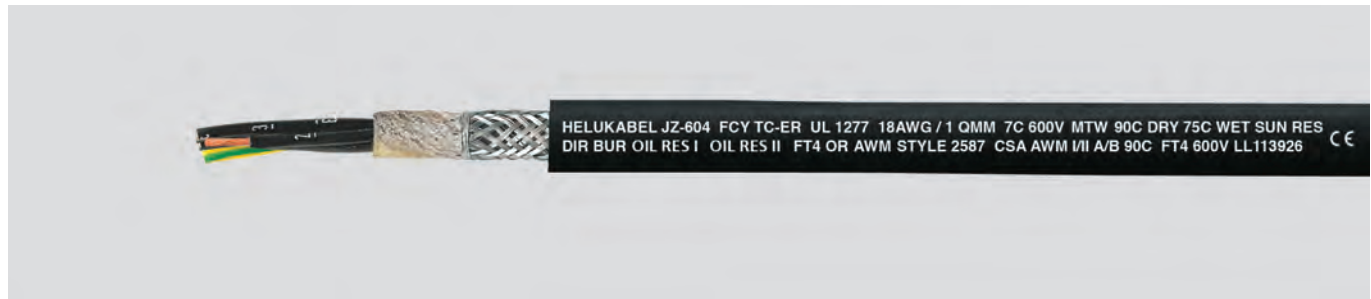 HELUKABEL JZ-604 FCY TC-ER UL 1277 18AWG / 1 QMM 7C 600V MTW 90C DRY 75C WET SUN RES
DIR BUR OIL RES I OIL RES II FT4 OR AWM STYLE 2587 CSA AWM I/II A/B 90C FT4 600V LL113926 CE
3
2